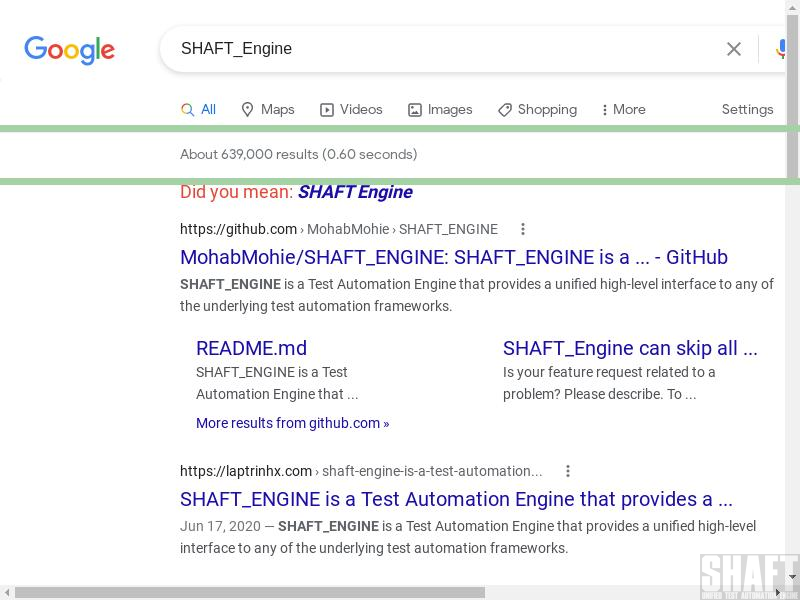 Google
SHAFT_Engine
All Maps Videos Images Shopping More Settings
About 639,000 results (0.60 seconds)
Did you mean: SHAFT Engine
https://github.com › MohabMohie › SHAFT_ENGINE
MohabMohie/SHAFT_ENGINE: SHAFT_ENGINE is a ... - GitHub
SHAFT_ENGINE is a Test Automation Engine that provides a unified high-level interface to any of
the underlying test automation frameworks.
README.md
SHAFT_ENGINE is a Test
Automation Engine that ...
SHAFT_Engine can skip all ...
Is your feature request related to a
problem? Please describe. To ...
More results from github.com »
https://laptrinhx.com › shaft-engine-is-a-test-automation...
SHAFT_ENGINE is a Test Automation Engine that provides a ...
Jun 17, 2020 — SHAFT_ENGINE is a Test Automation Engine that provides a unified high-level
interface to any of the underlying test automation frameworks.
SHAFT
UNIFIED TEST AUTOMATION ENGINE